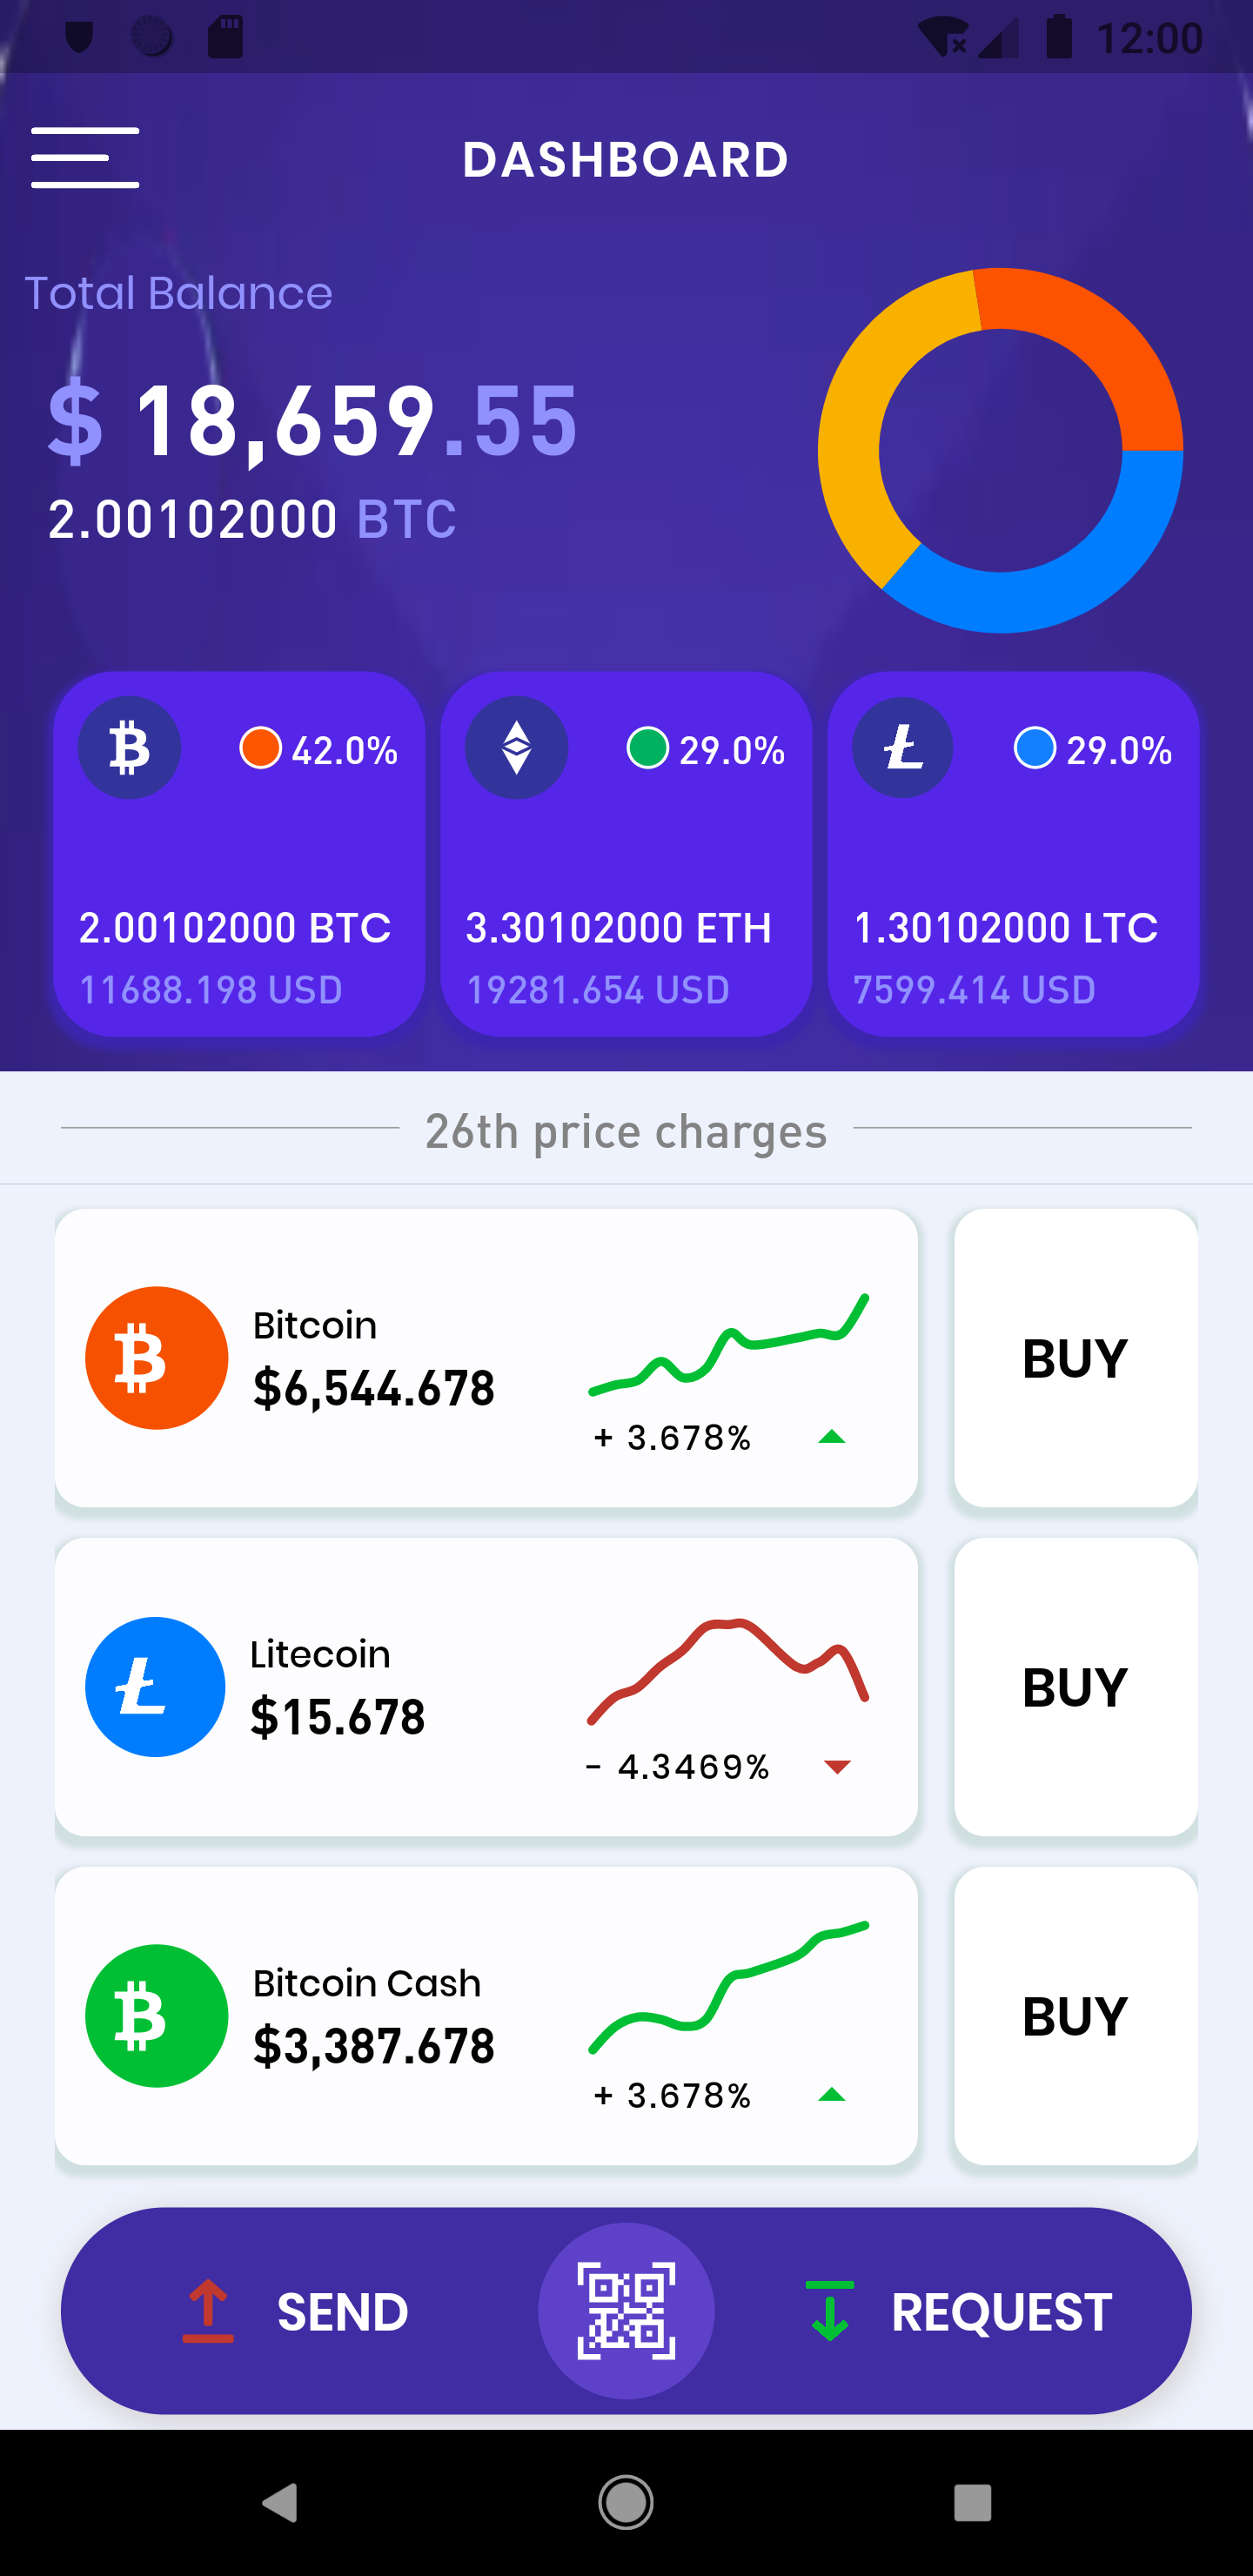 12:00
DASHBOARD
Total Balance
$ 18,659.55
2.00102000 BTC
42.0%
29.0%
29.0%
2.00102000 BTC
3.30102000 ETH
1.30102000 LTC
11688.198 USD
19281.654 USD
7599.414 USD
26th price charges
Bitcoin
$6,544.678
+ 3.678%
BUY
Litecoin
$15.678
- 4.3469%
BUY
Bitcoin Cash
$3,387.678
+ 3.678%
BUY
SEND
REQUEST